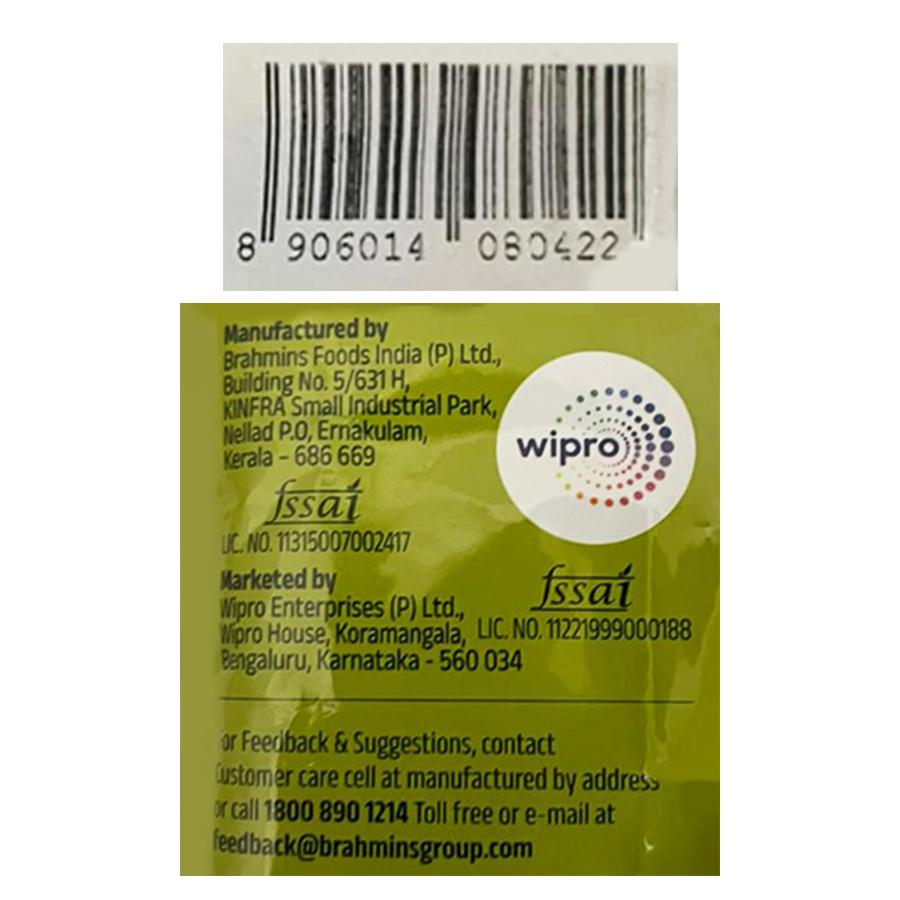 8 906014 080422
Manufactured by
Brahmins Foods India (P) Ltd.,
Building No. 5/631 H,
KINFRA Small Industrial Park,
Nellad P.O, Ernakulam,
Kerala - 686 669
wipro
fssai
LIC. NO. 11315007002417
Marketed by
Wipro Enterprises (P) Ltd.,
Wipro House, Koramangala,
Bengaluru, Karnataka - 560 034
fssai
LIC. NO. 11221999000188
For Feedback & Suggestions, contact
Customer care cell at manufactured by address
or call 1800 890 1214 Toll free or e-mail at
feedback@brahminsgroup.com